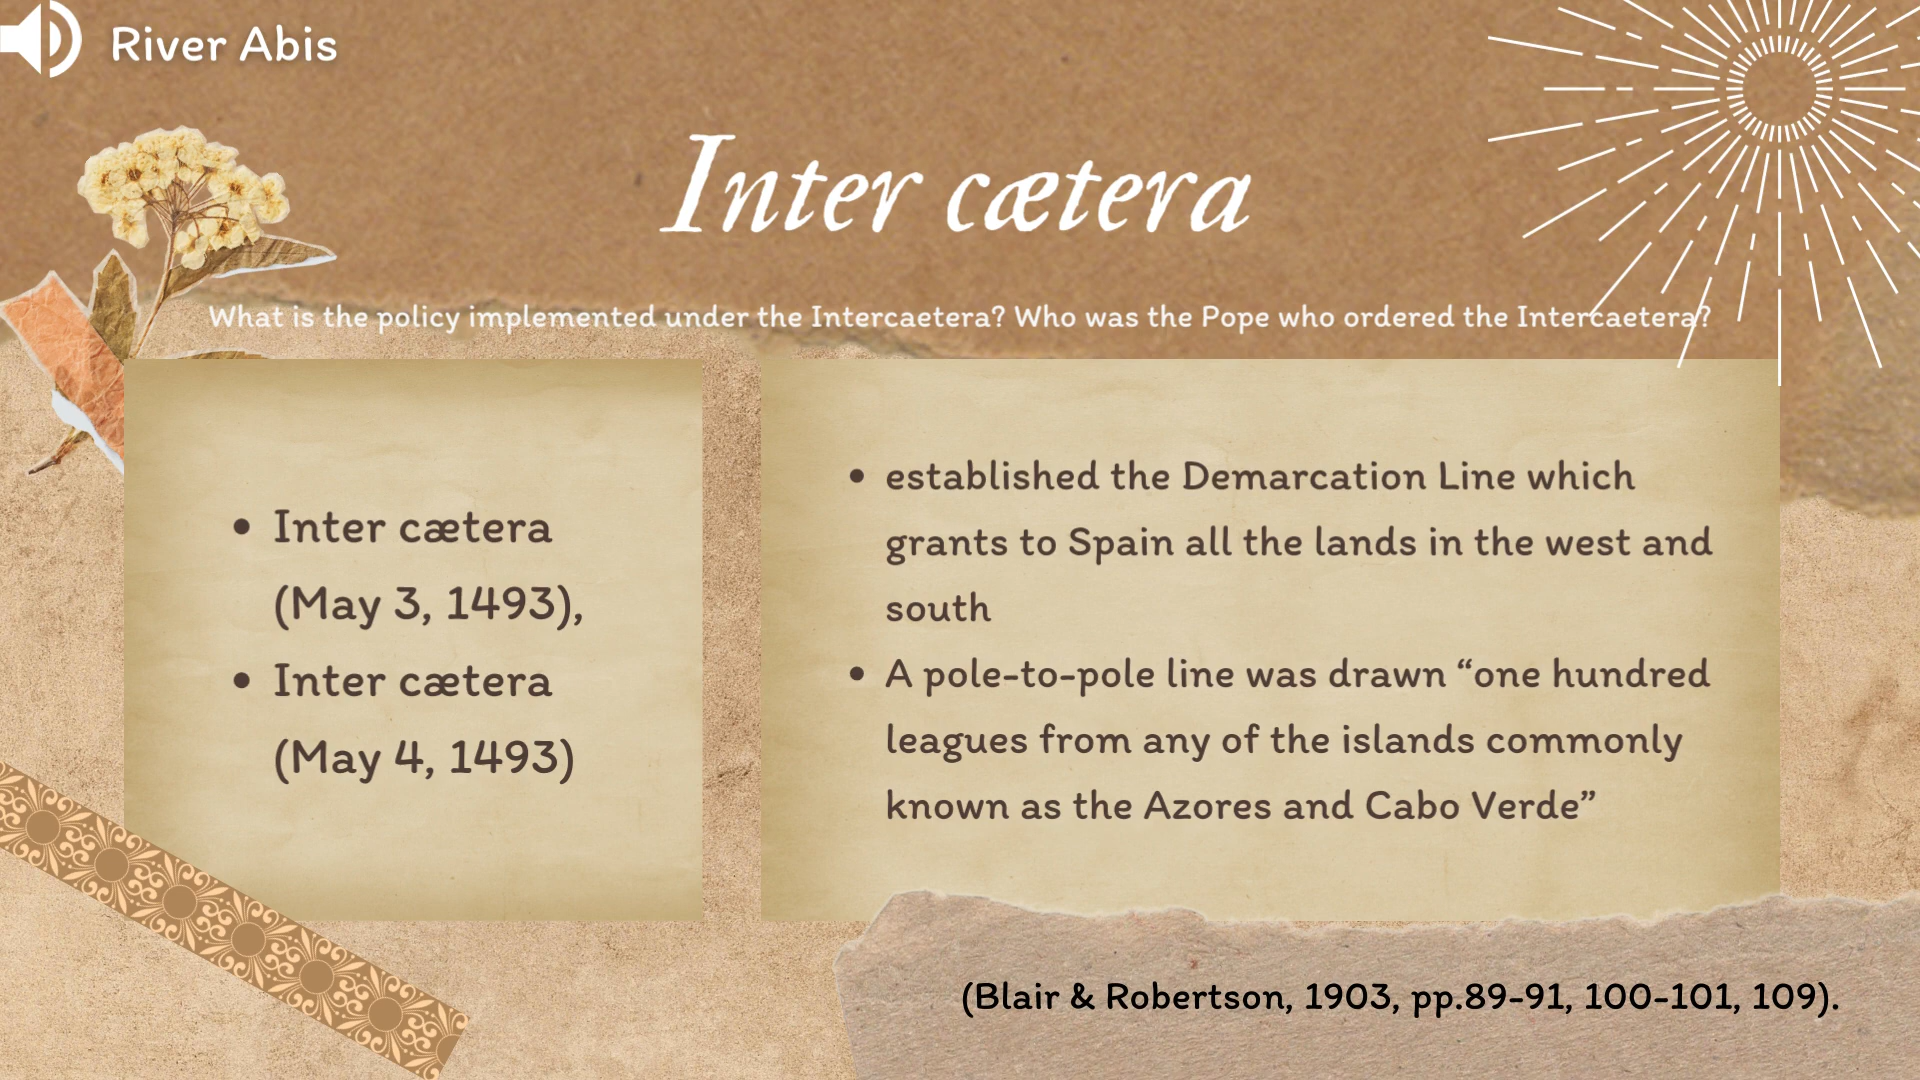 River Abis
Inter cætera
What is the policy implemented under the Intercaetera? Who was the Pope who ordered the Intercaetera?
• Inter cætera
(May 3, 1493),
• Inter cætera
(May 4, 1493)
• established the Demarcation Line which
grants to Spain all the lands in the west and
south
• A pole-to-pole line was drawn “one hundred
leagues from any of the islands commonly
known as the Azores and Cabo Verde”
(Blair & Robertson, 1903, pp.89-91, 100-101, 109).